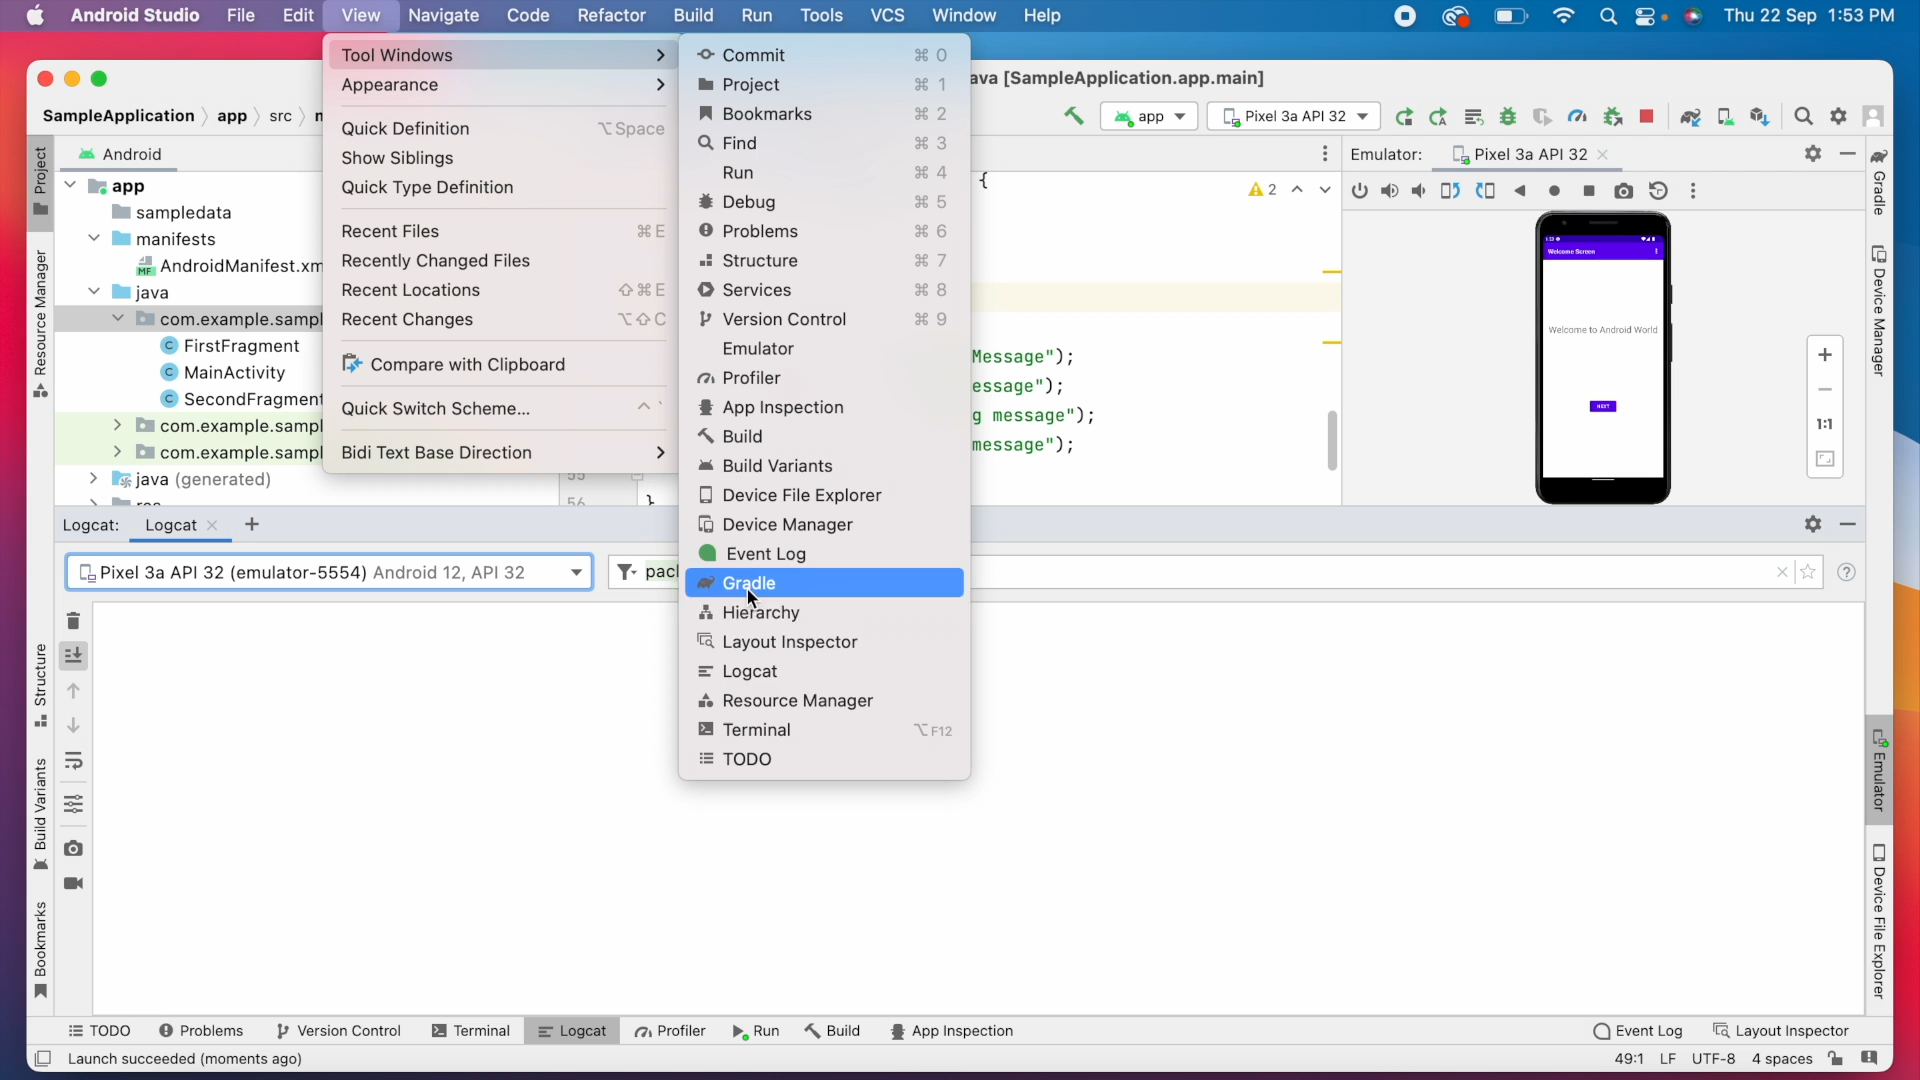 Android Studio File Edit View Navigate Code Refactor Build Run Tools VCS Window Help Thu 22 Sep 1:53 PM
ava [SampleApplication.app.main]
SampleApplication app src
app Pixel 3a API 32
Tool Windows
Appearance
Quick Definition ⌥Space
Show Siblings
Quick Type Definition
Recent Files ⌘E
Recently Changed Files
Recent Locations ⇧⌘E
Recent Changes ⌥⇧C
Compare with Clipboard
Quick Switch Scheme... ^ `
Bidi Text Base Direction
Commit ⌘0
Project ⌘1
Bookmarks ⌘2
Find ⌘3
Run ⌘4
Debug ⌘5
Problems ⌘6
Structure ⌘7
Services ⌘8
Version Control ⌘9
Emulator
Profiler
App Inspection
Build
Build Variants
Device File Explorer
Device Manager
Event Log
Gradle
Hierarchy
Layout Inspector
Logcat
Resource Manager
Terminal ⌥F12
TODO
Android
app
sampledata
manifests
AndroidManifest.xm
java
com.example.sampl
FirstFragment
MainActivity
SecondFragment
com.example.sampl
com.example.sampl
java (generated)
55
56 }
{
2
Message");
essage");
g message");
message");
Emulator: Pixel 3a API 32
Welcome Screen
Welcome to Android World
NEXT
1:1
Project
Resource Manager
Structure
Build Variants
Bookmarks
Gradle
Device Manager
Emulator
Device File Explorer
Logcat: Logcat
Pixel 3a API 32 (emulator-5554) Android 12, API 32
pack
TODO Problems Version Control Terminal Logcat Profiler Run Build App Inspection Event Log Layout Inspector
Launch succeeded (moments ago) 49:1 LF UTF-8 4 spaces